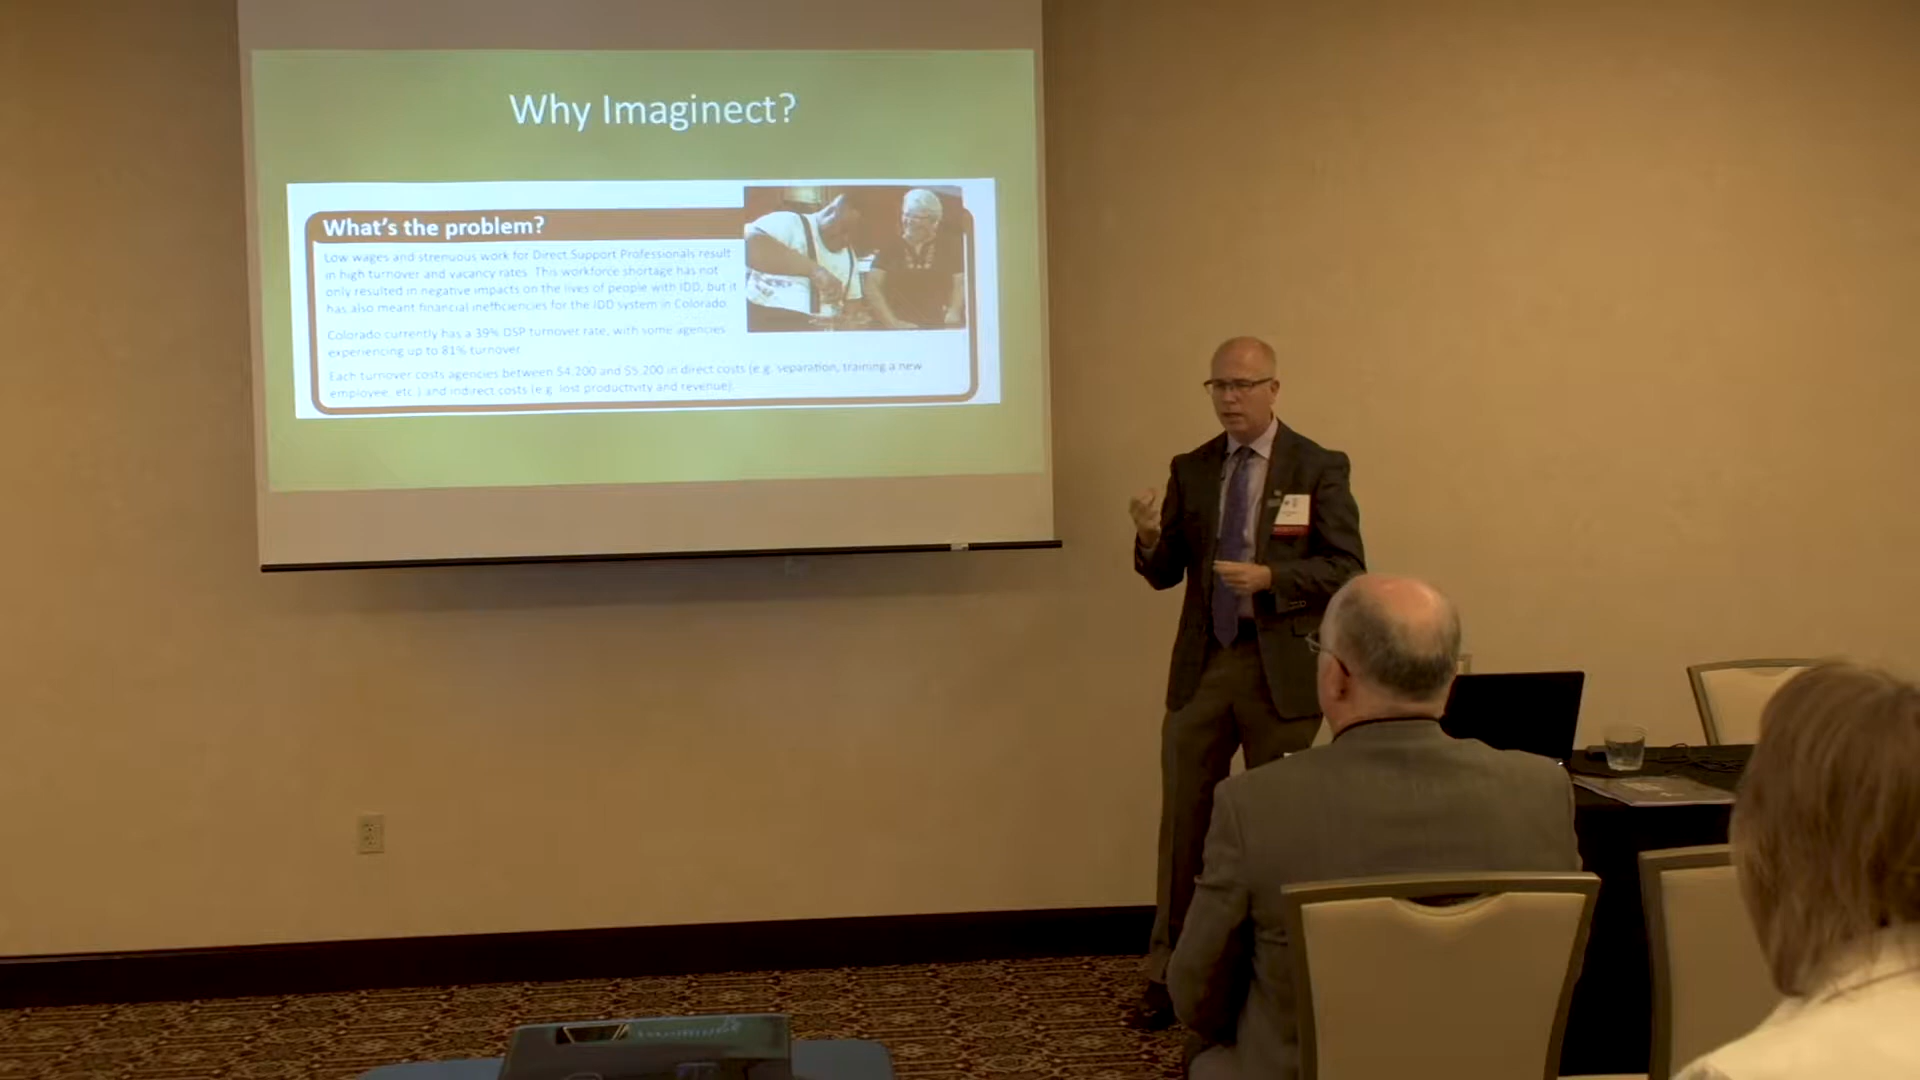 Why Imaginect?
What's the problem?
Low wages and strenuous work for Direct Support Professionals result
in high turnover and vacancy rates. This workforce shortage has not
only resulted in negative impacts on the lives of people with IDD, but it
has also meant financial inefficiencies for the IDD system in Colorado.
Colorado currently has a 39% DSP turnover rate, with some agencies
experiencing up to 81% turnover.
Each turnover costs agencies between $4,200 and $5,200 in direct costs (e.g. separation, training a new
employee, etc.) and indirect costs (e.g. lost productivity and revenue).